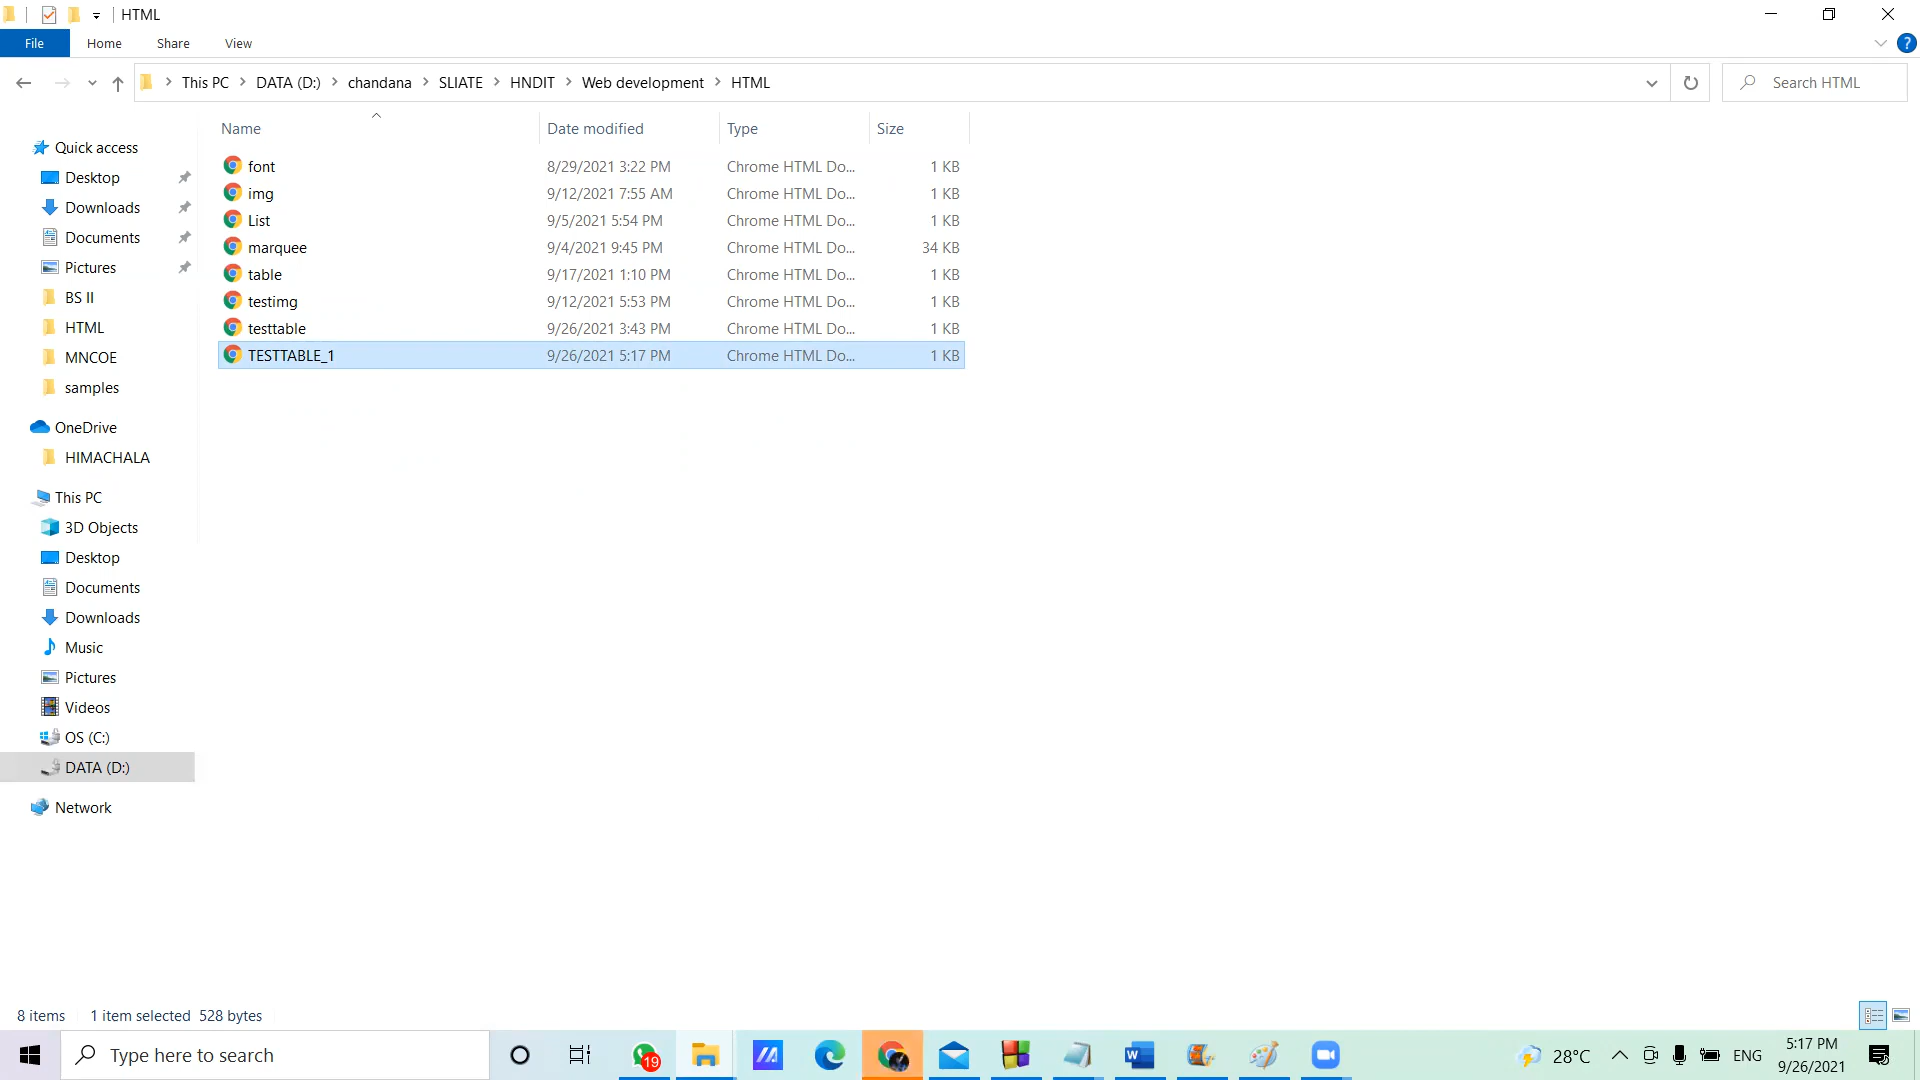 HTML
File Home Share View
This PC DATA (D:) chandana SLIATE HNDIT Web development HTML Search HTML
Name Date modified Type Size
Quick access
Desktop
Downloads
Documents
Pictures
BS II
HTML
MNCOE
samples
OneDrive
HIMACHALA
This PC
3D Objects
Desktop
Documents
Downloads
Music
Pictures
Videos
OS (C:)
DATA (D:)
Network
font 8/29/2021 3:22 PM Chrome HTML Do... 1 KB
img 9/12/2021 7:55 AM Chrome HTML Do... 1 KB
List 9/5/2021 5:54 PM Chrome HTML Do... 1 KB
marquee 9/4/2021 9:45 PM Chrome HTML Do... 34 KB
table 9/17/2021 1:10 PM Chrome HTML Do... 1 KB
testimg 9/12/2021 5:53 PM Chrome HTML Do... 1 KB
testtable 9/26/2021 3:43 PM Chrome HTML Do... 1 KB
TESTTABLE_1 9/26/2021 5:17 PM Chrome HTML Do... 1 KB
8 items 1 item selected 528 bytes
Type here to search 19 28°C ENG 5:17 PM
9/26/2021